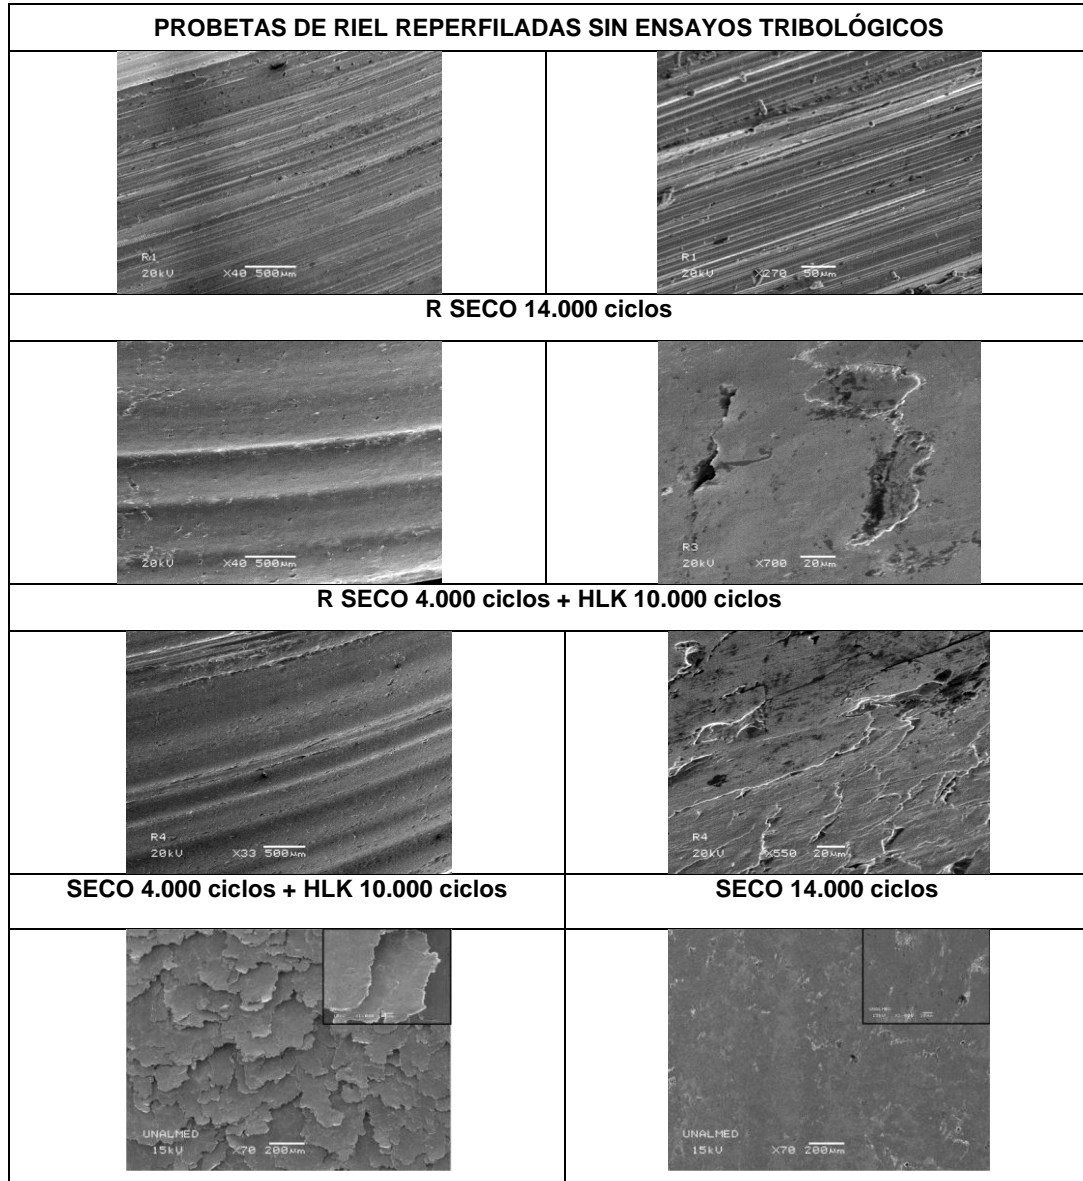 PROBETAS DE RIEL REPERFILADAS SIN ENSAYOS TRIBOLÓGICOS
R1
20kV X40 500µm
R1
20kV X270 50µm
R SECO 14.000 ciclos
20kV X40 500µm
R3
20kV X700 20µm
R SECO 4.000 ciclos + HLK 10.000 ciclos
R4
20kV X33 500µm
R4
20kV X550 20µm
SECO 4.000 ciclos + HLK 10.000 ciclos
SECO 14.000 ciclos
UNALMED
15kV X70 200µm
UNALMED
15kV X70 200µm